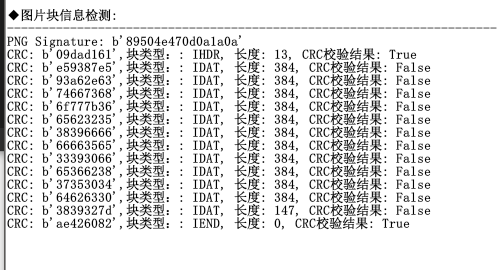 ◆图片块信息检测:
PNG Signature: b'89504e470d0a1a0a'
CRC: b'09dad161',块类型: : IHDR, 长度: 13, CRC校验结果: True
CRC: b'e59387e5',块类型: : IDAT, 长度: 384, CRC校验结果: False
CRC: b'93a62e63',块类型: : IDAT, 长度: 384, CRC校验结果: False
CRC: b'74667368',块类型: : IDAT, 长度: 384, CRC校验结果: False
CRC: b'6f777b36',块类型: : IDAT, 长度: 384, CRC校验结果: False
CRC: b'65623235',块类型: : IDAT, 长度: 384, CRC校验结果: False
CRC: b'38396666',块类型: : IDAT, 长度: 384, CRC校验结果: False
CRC: b'66663565',块类型: : IDAT, 长度: 384, CRC校验结果: False
CRC: b'33393066',块类型: : IDAT, 长度: 384, CRC校验结果: False
CRC: b'65366238',块类型: : IDAT, 长度: 384, CRC校验结果: False
CRC: b'37353034',块类型: : IDAT, 长度: 384, CRC校验结果: False
CRC: b'64626330',块类型: : IDAT, 长度: 384, CRC校验结果: False
CRC: b'3839327d',块类型: : IDAT, 长度: 147, CRC校验结果: False
CRC: b'ae426082',块类型: : IEND, 长度: 0, CRC校验结果: True